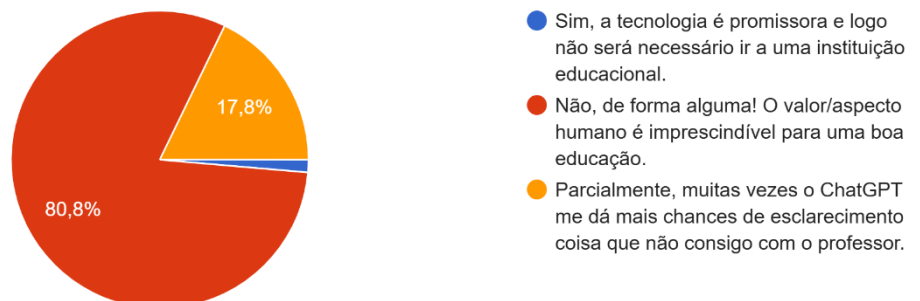 17,8%
80,8%
Sim, a tecnologia é promissora e logo
não será necessário ir a uma instituição
educacional.
Não, de forma alguma! O valor/aspecto
humano é imprescindível para uma boa
educação.
Parcialmente, muitas vezes o ChatGPT
me dá mais chances de esclarecimento
coisa que não consigo com o professor.